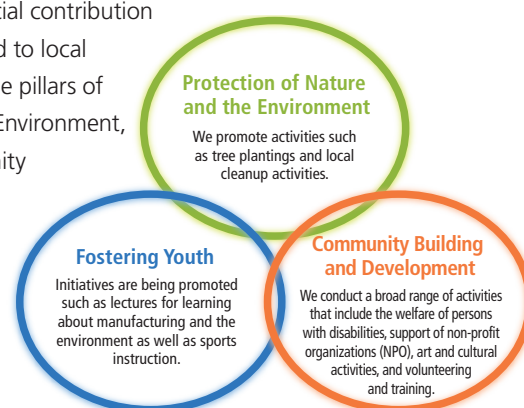 cial contribution
d to local
e pillars of
Environment,
ity
Protection of Nature
and the Environment
We promote activities such
as tree plantings and local
cleanup activities.
Fostering Youth
Initiatives are being promoted
such as lectures for learning
about manufacturing and the
environment as well as sports
instruction.
Community Building
and Development
We conduct a broad range of activities
that include the welfare of persons
with disabilities, support of non-profit
organizations (NPO), art and cultural
activities, and volunteering
and training.